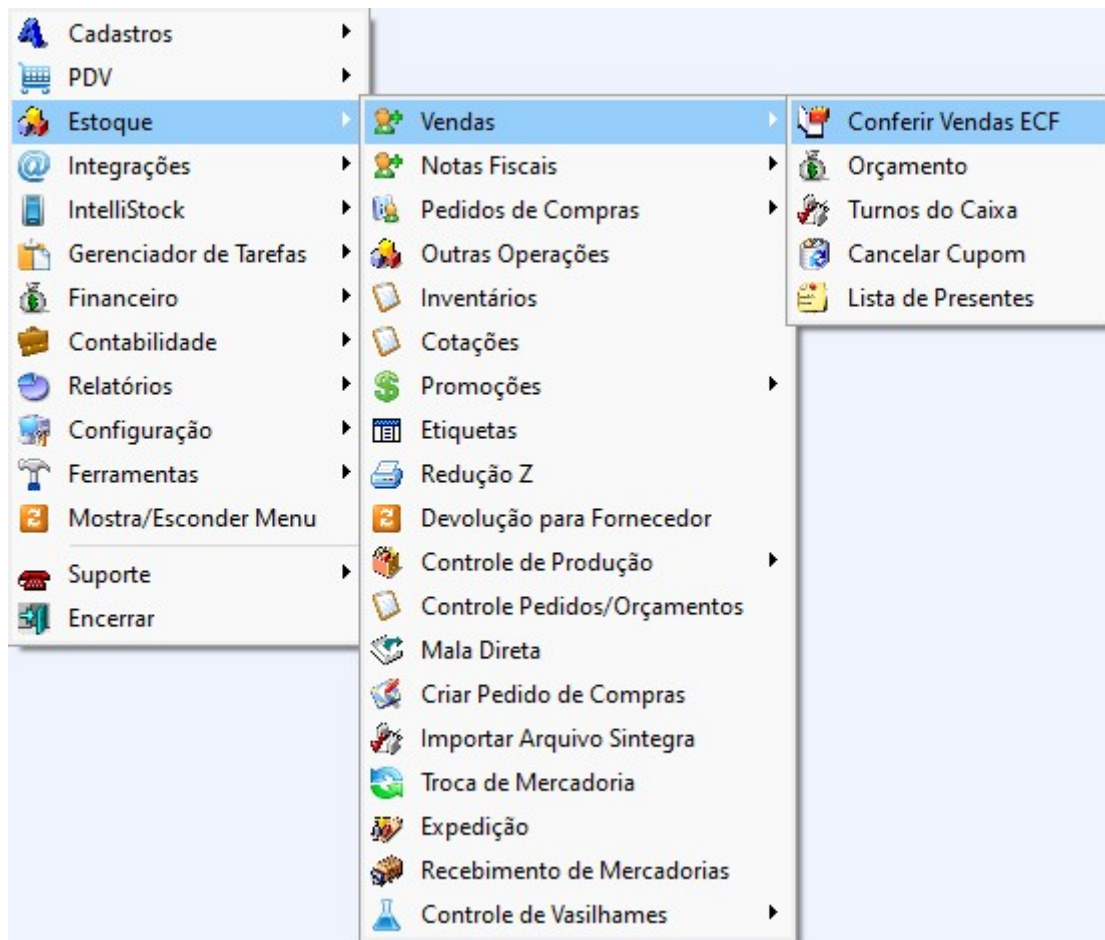 Cadastros
PDV
Estoque
Integrações
IntelliStock
Gerenciador de Tarefas
Financeiro
Contabilidade
Relatórios
Configuração
Ferramentas
Mostra/Esconder Menu
Suporte
Encerrar
Vendas
Notas Fiscais
Pedidos de Compras
Outras Operações
Inventários
Cotações
Promoções
Etiquetas
Redução Z
Devolução para Fornecedor
Controle de Produção
Controle Pedidos/Orçamentos
Mala Direta
Criar Pedido de Compras
Importar Arquivo Sintegra
Troca de Mercadoria
Expedição
Recebimento de Mercadorias
Controle de Vasilhames
Conferir Vendas ECF
Orçamento
Turnos do Caixa
Cancelar Cupom
Lista de Presentes